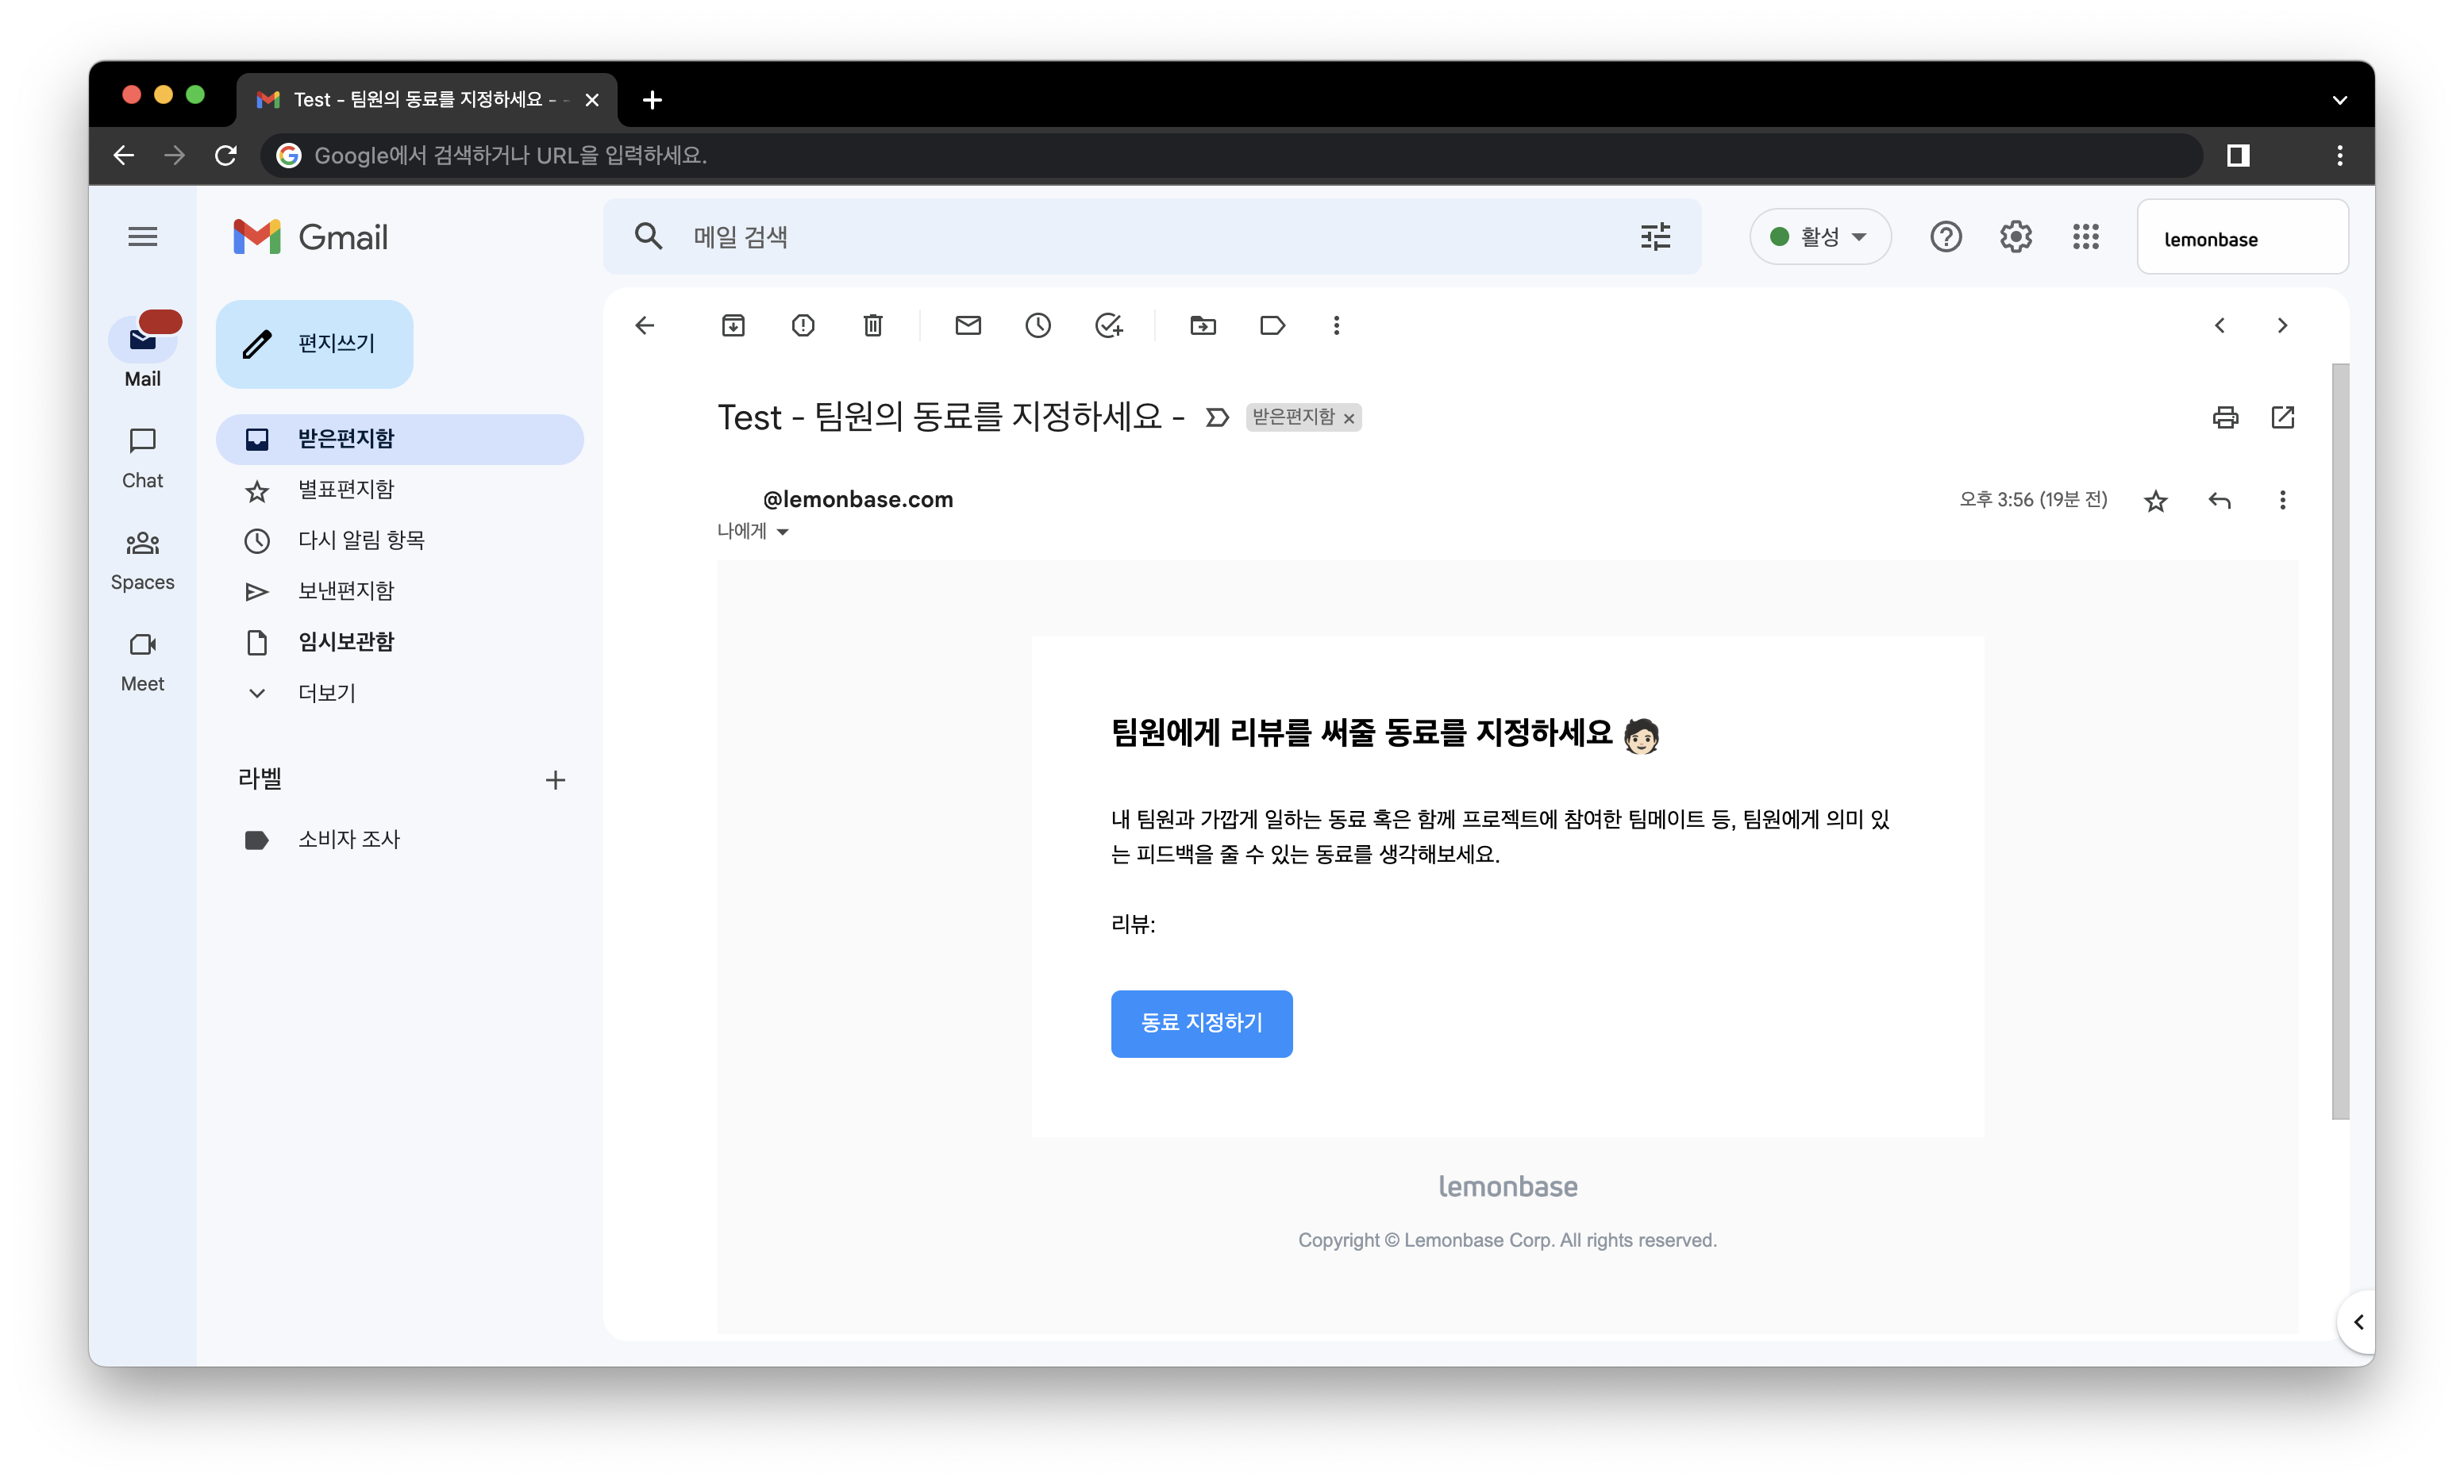 Test - 팀원의 동료를 지정하세요 - -
Google에서 검색하거나 URL을 입력하세요.
Gmail
메일 검색
활성
lemonbase
Mail
Chat
Spaces
Meet
편지쓰기
받은편지함
별표편지함
다시 알림 항목
보낸편지함
임시보관함
더보기
라벨
소비자 조사
Test - 팀원의 동료를 지정하세요 -
받은편지함
@lemonbase.com
오후 3:56 (19분 전)
나에게
팀원에게 리뷰를 써줄 동료를 지정하세요
내 팀원과 가깝게 일하는 동료 혹은 함께 프로젝트에 참여한 팀메이트 등, 팀원에게 의미 있
는 피드백을 줄 수 있는 동료를 생각해보세요.
리뷰:
동료 지정하기
lemonbase
Copyright © Lemonbase Corp. All rights reserved.